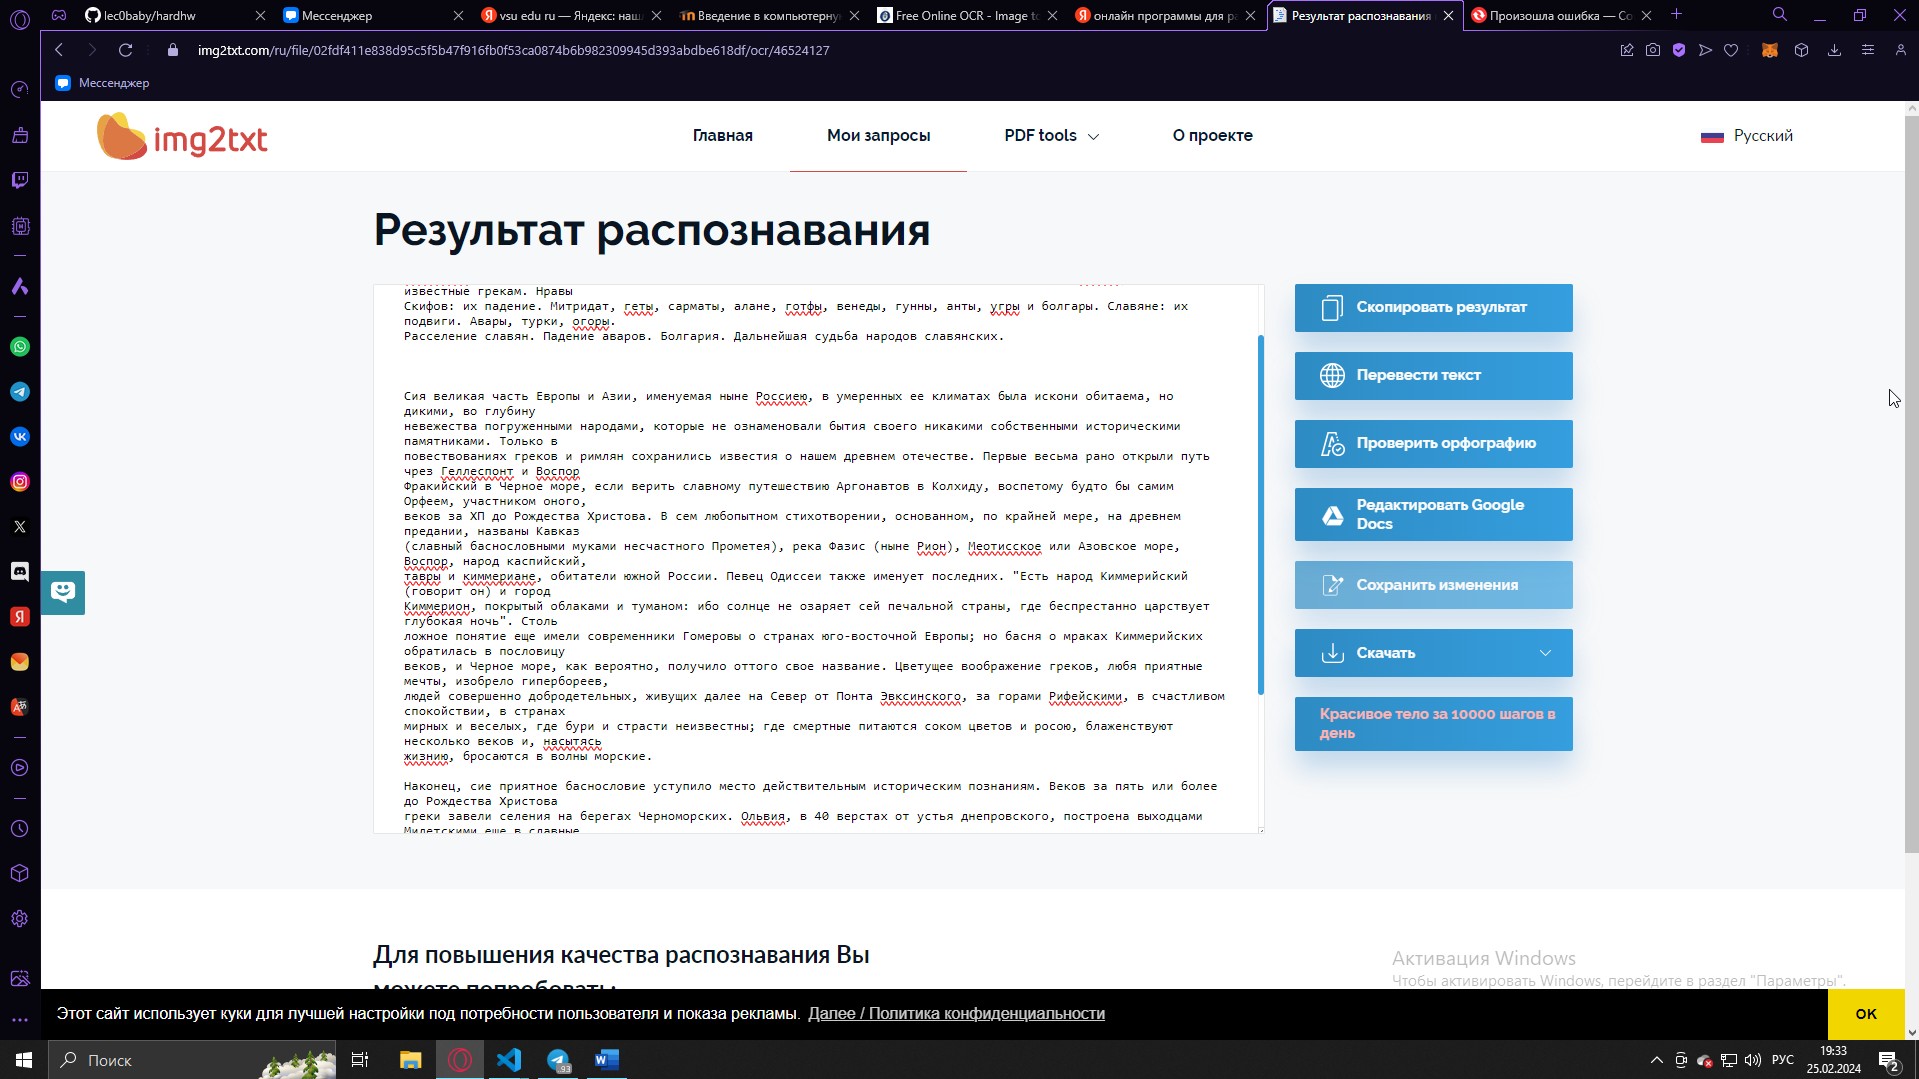 lec0baby/hardhw
Мессенджер
vsu edu ru — Яндекс: наш
Введение в компьютерну
Free Online OCR - Image to
онлайн программы для ра
Результат распознавания
Произошла ошибка — Co
img2txt.com/ru/file/02fdf411e838d95c5f5b47f916fb0f53ca0874b6b982309945d393abdbe618df/ocr/46524127
Мессенджер
img2txt
Главная
Мои запросы
PDF tools
О проекте
Русский
Результат распознавания
известные грекам. Нравы
Скифов: их падение. Митридат, геты, сарматы, алане, готфы, венеды, гунны, анты, угры и болгары. Славяне: их
подвиги. Авары, турки, огоры.
Расселение славян. Падение аваров. Болгария. Дальнейшая судьба народов славянских.
Сия великая часть Европы и Азии, именуемая ныне Россиею, в умеренных ее климатах была искони обитаема, но
дикими, во глубину
невежества погруженными народами, которые не ознаменовали бытия своего никакими собственными историческими
памятниками. Только в
повествованиях греков и римлян сохранились известия о нашем древнем отечестве. Первые весьма рано открыли путь
чрез Геллеспонт и Воспор
Фракийский в Черное море, если верить славному путешествию Аргонавтов в Колхиду, воспетому будто бы самим
Орфеем, участником оного,
веков за ХП до Рождества Христова. В сем любопытном стихотворении, основанном, по крайней мере, на древнем
предании, названы Кавказ
(славный баснословными муками несчастного Прометея), река Фазис (ныне Рион), Меотисское или Азовское море,
Воспор, народ каспийский,
тавры и киммериане, обитатели южной России. Певец Одиссеи также именует последних. "Есть народ Киммерийский
(говорит он) и город
Киммерион, покрытый облаками и туманом: ибо солнце не озаряет сей печальной страны, где беспрестанно царствует
глубокая ночь". Столь
ложное понятие еще имели современники Гомеровы о странах юго-восточной Европы; но басня о мраках Киммерийских
обратилась в пословицу
веков, и Черное море, как вероятно, получило оттого свое название. Цветущее воображение греков, любя приятные
мечты, изобрело гипербореев,
людей совершенно добродетельных, живущих далее на Север от Понта Эвксинского, за горами Рифейскими, в счастливом
спокойствии, в странах
мирных и веселых, где бури и страсти неизвестны; где смертные питаются соком цветов и росою, блаженствуют
несколько веков и, насытясь
жизнию, бросаются в волны морские.
Наконец, сие приятное баснословие уступило место действительным историческим познаниям. Веков за пять или более
до Рождества Христова
греки завели селения на берегах Черноморских. Ольвия, в 40 верстах от устья днепровского, построена выходцами
Милетскими еще в славные
Скопировать результат
Перевести текст
Проверить орфографию
Редактировать Google
Docs
Сохранить изменения
Скачать
Красивое тело за 10000 шагов в
день
Для повышения качества распознавания Вы
можете попробовать:
Активация Windows
Чтобы активировать Windows, перейдите в раздел "Параметры".
Этот сайт использует куки для лучшей настройки под потребности пользователя и показа рекламы. Далее / Политика конфиденциальности
OK
Поиск
93
РУС
19:33
25.02.2024
2